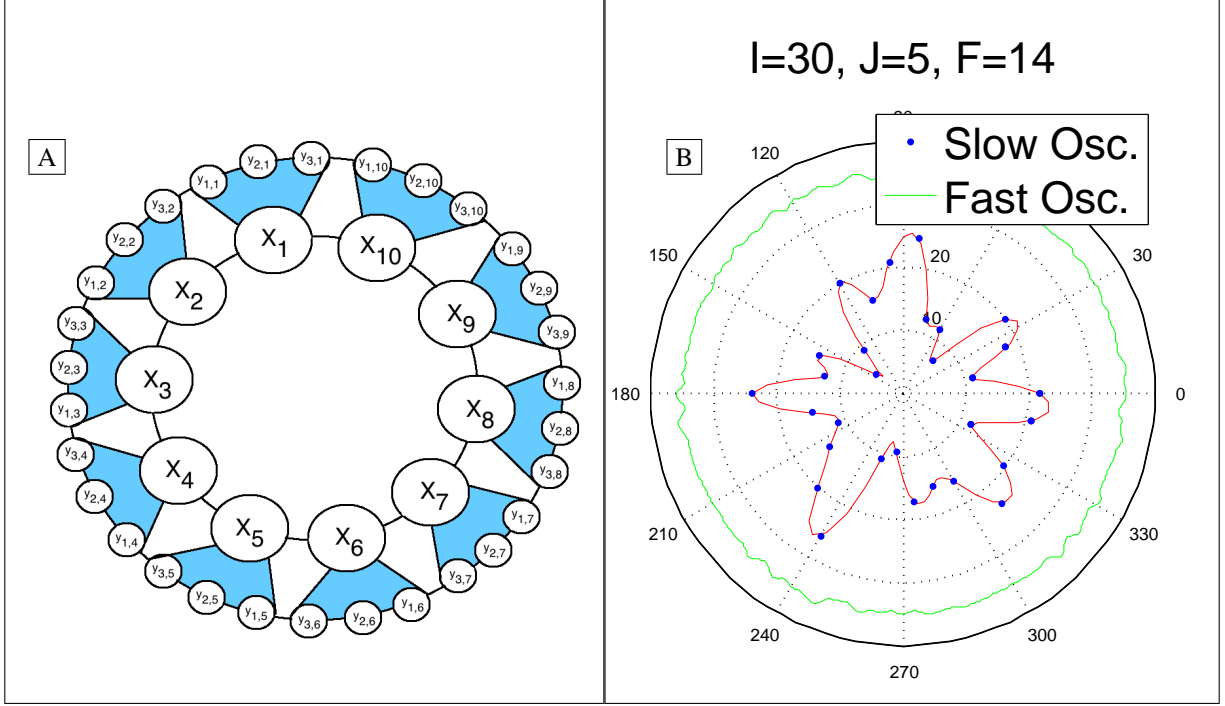 A
y1,1
y2,1
y3,1
y1,10
y2,10
y3,10
y3,2
y2,2
y1,2
X1
X10
X2
X9
y1,9
y2,9
y3,9
y3,3
y2,3
y1,3
X3
X8
y1,8
y2,8
y3,8
y3,4
y2,4
y1,4
X4
X7
y1,7
y2,7
y3,7
X5
X6
y3,5
y2,5
y1,5
y3,6
y2,6
y1,6
I=30, J=5, F=14
B
Slow Osc.
Fast Osc.
120
150
30
20
180
0
210
330
240
300
270